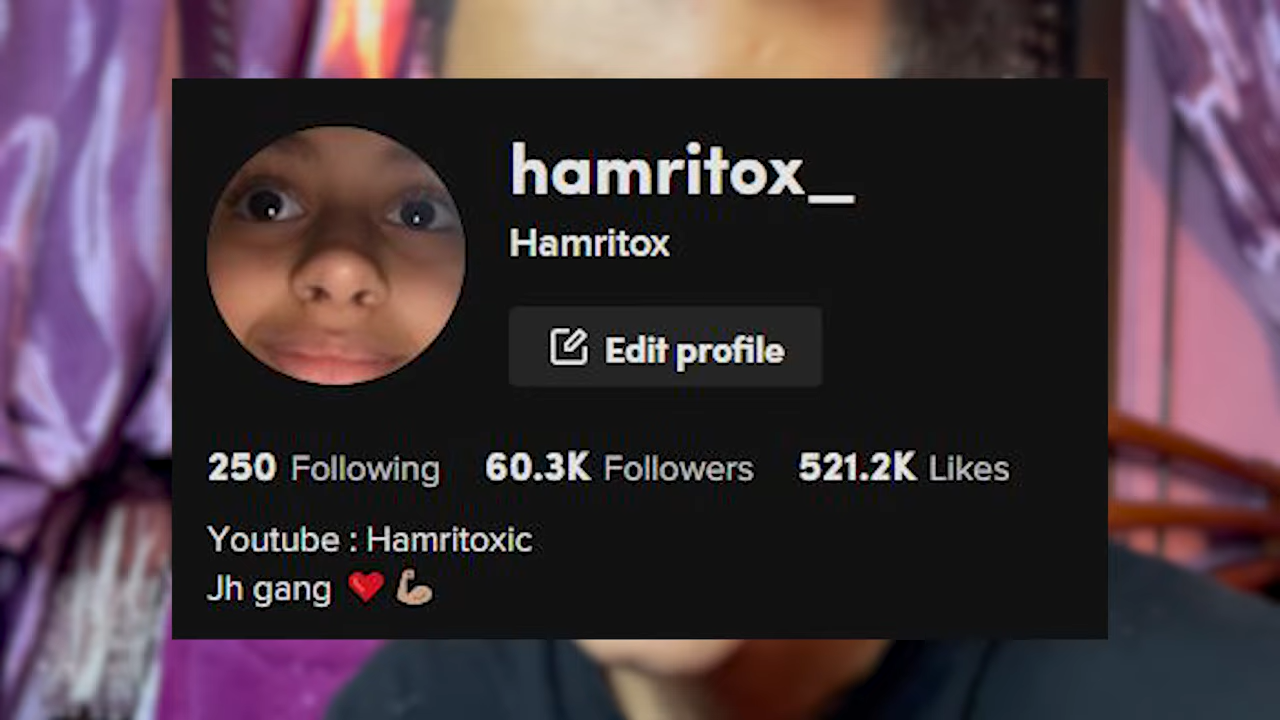 hamritox_
Hamritox
Edit profile
250 Following 60.3K Followers 521.2K Likes
Youtube : Hamritoxic
Jh gang ❤️💪🏼